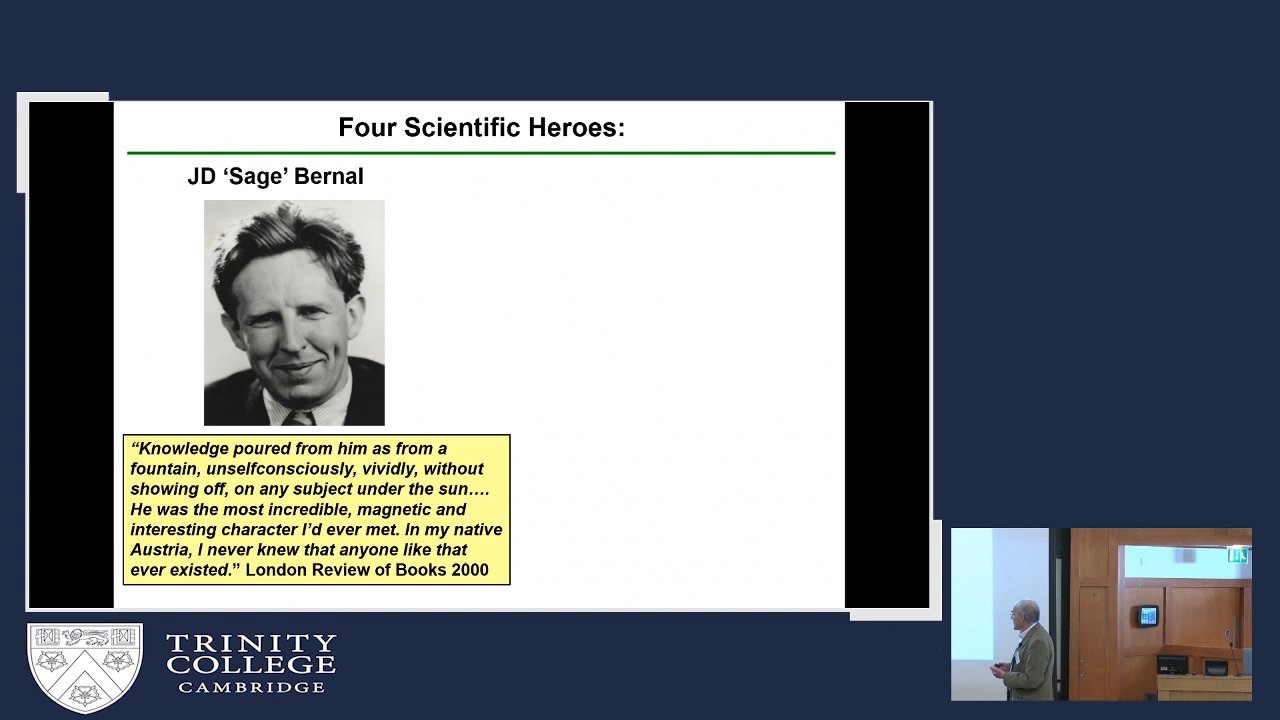 Four Scientific Heroes:
JD ‘Sage’ Bernal
“Knowledge poured from him as from a
fountain, unselfconsciously, vividly, without
showing off, on any subject under the sun….
He was the most incredible, magnetic and
interesting character I’d ever met. In my native
Austria, I never knew that anyone like that
ever existed.” London Review of Books 2000
TRINITY
COLLEGE
CAMBRIDGE